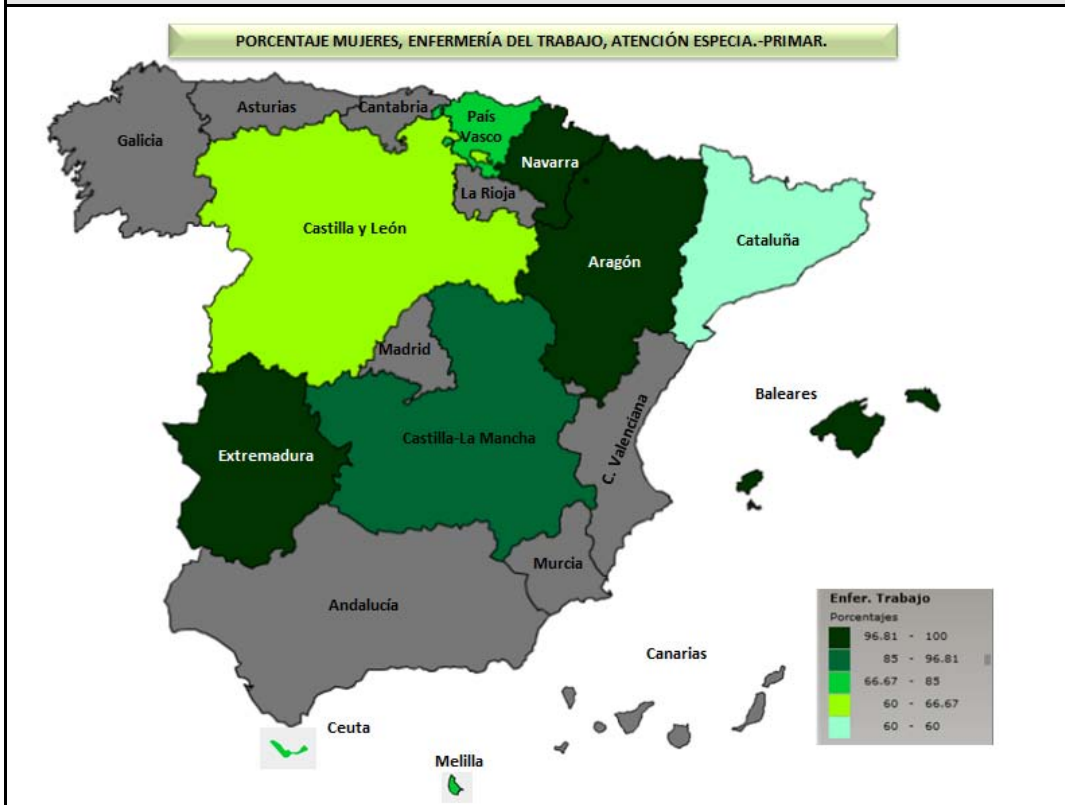 PORCENTAJE MUJERES, ENFERMERÍA DEL TRABAJO, ATENCIÓN ESPECIA.-PRIMAR.
Galicia
Asturias
Cantabria
País
Vasco
Navarra
La Rioja
Castilla y León
Aragón
Cataluña
Madrid
Baleares
Extremadura
Castilla-La Mancha
C. Valenciana
Murcia
Andalucía
Canarias
Ceuta
Melilla
Enfer. Trabajo
Porcentajes
96.81 - 100
85 - 96.81
66.67 - 85
60 - 66.67
60 - 60